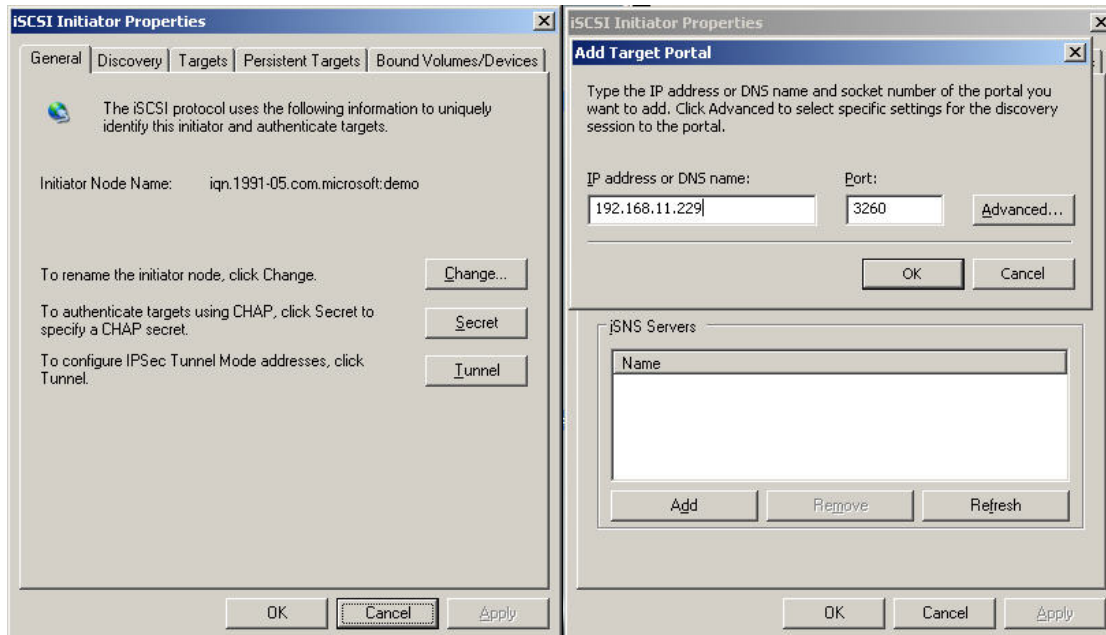 iSCSI Initiator Properties
General
Discovery
Targets
Persistent Targets
Bound Volumes/Devices
The iSCSI protocol uses the following information to uniquely
identify this initiator and authenticate targets.
Initiator Node Name: iqn.1991-05.com.microsoft:demo
To rename the initiator node, click Change.
Change...
To authenticate targets using CHAP, click Secret to
specify a CHAP secret.
Secret
To configure IPSec Tunnel Mode addresses, click
Tunnel.
Tunnel
OK
Cancel
Apply
iSCSI Initiator Properties
Add Target Portal
Type the IP address or DNS name and socket number of the portal you
want to add. Click Advanced to select specific settings for the discovery
session to the portal.
IP address or DNS name:
Port:
192.168.11.229
3260
Advanced...
OK
Cancel
iSNS Servers
Name
Add
Remove
Refresh
OK
Cancel
Apply